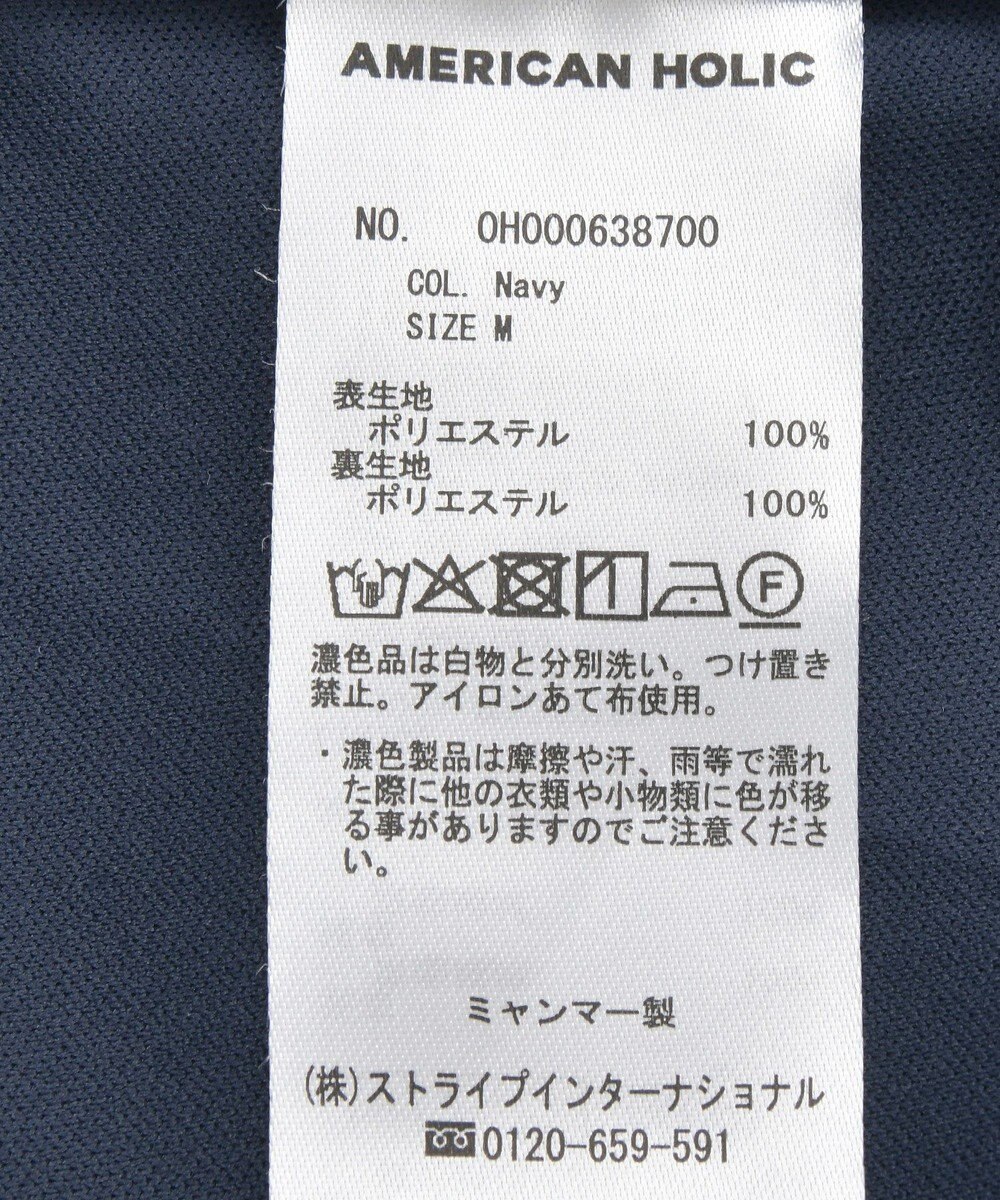 AMERICAN HOLIC
NO. 0H000638700
COL. Navy
SIZE M
表生地
ポリエステル 100%
裏生地
ポリエステル 100%
F
濃色品は白物と分別洗い。つけ置き
禁止。アイロンあて布使用。
・濃色製品は摩擦や汗、雨等で濡れ
た際に他の衣類や小物類に色が移
る事がありますのでご注意くださ
い。
ミャンマー製
(株)ストライプインターナショナル
0120-659-591